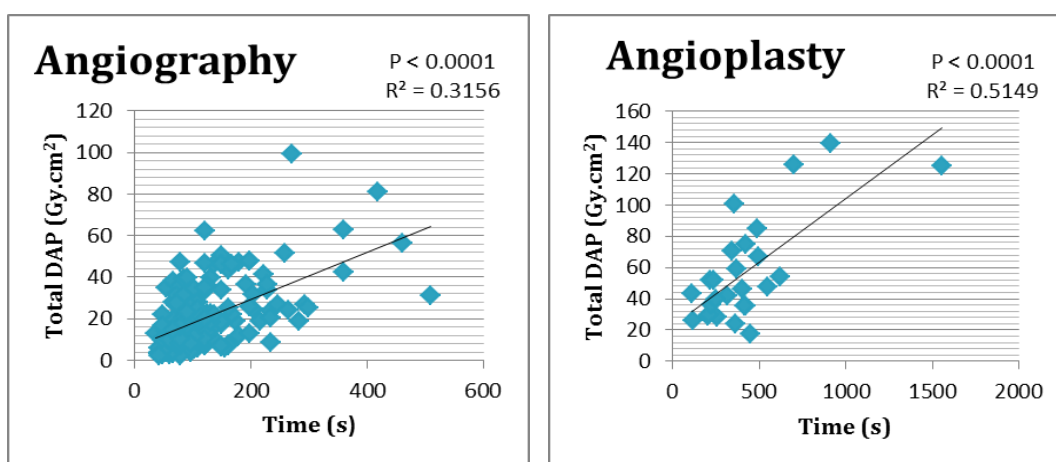 Angiography
P < 0.0001
R² = 0.3156
Total DAP (Gy.cm²)
120
100
80
60
40
20
0
0 200 400 600
Time (s)
Angioplasty
P < 0.0001
R² = 0.5149
Total DAP (Gy.cm²)
160
140
120
100
80
60
40
20
0
0 500 1000 1500 2000
Time (s)